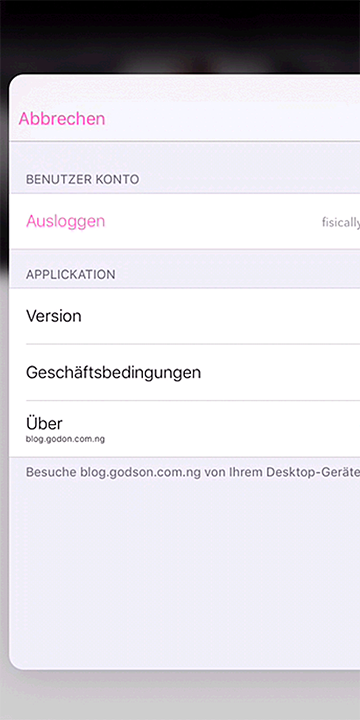 Abbrechen
BENUTZER KONTO
Ausloggen
fisically
APPLICKATION
Version
Geschäftsbedingungen
Über
blog.godon.com.ng
Besuche blog.godson.com.ng von Ihrem Desktop-Geräte